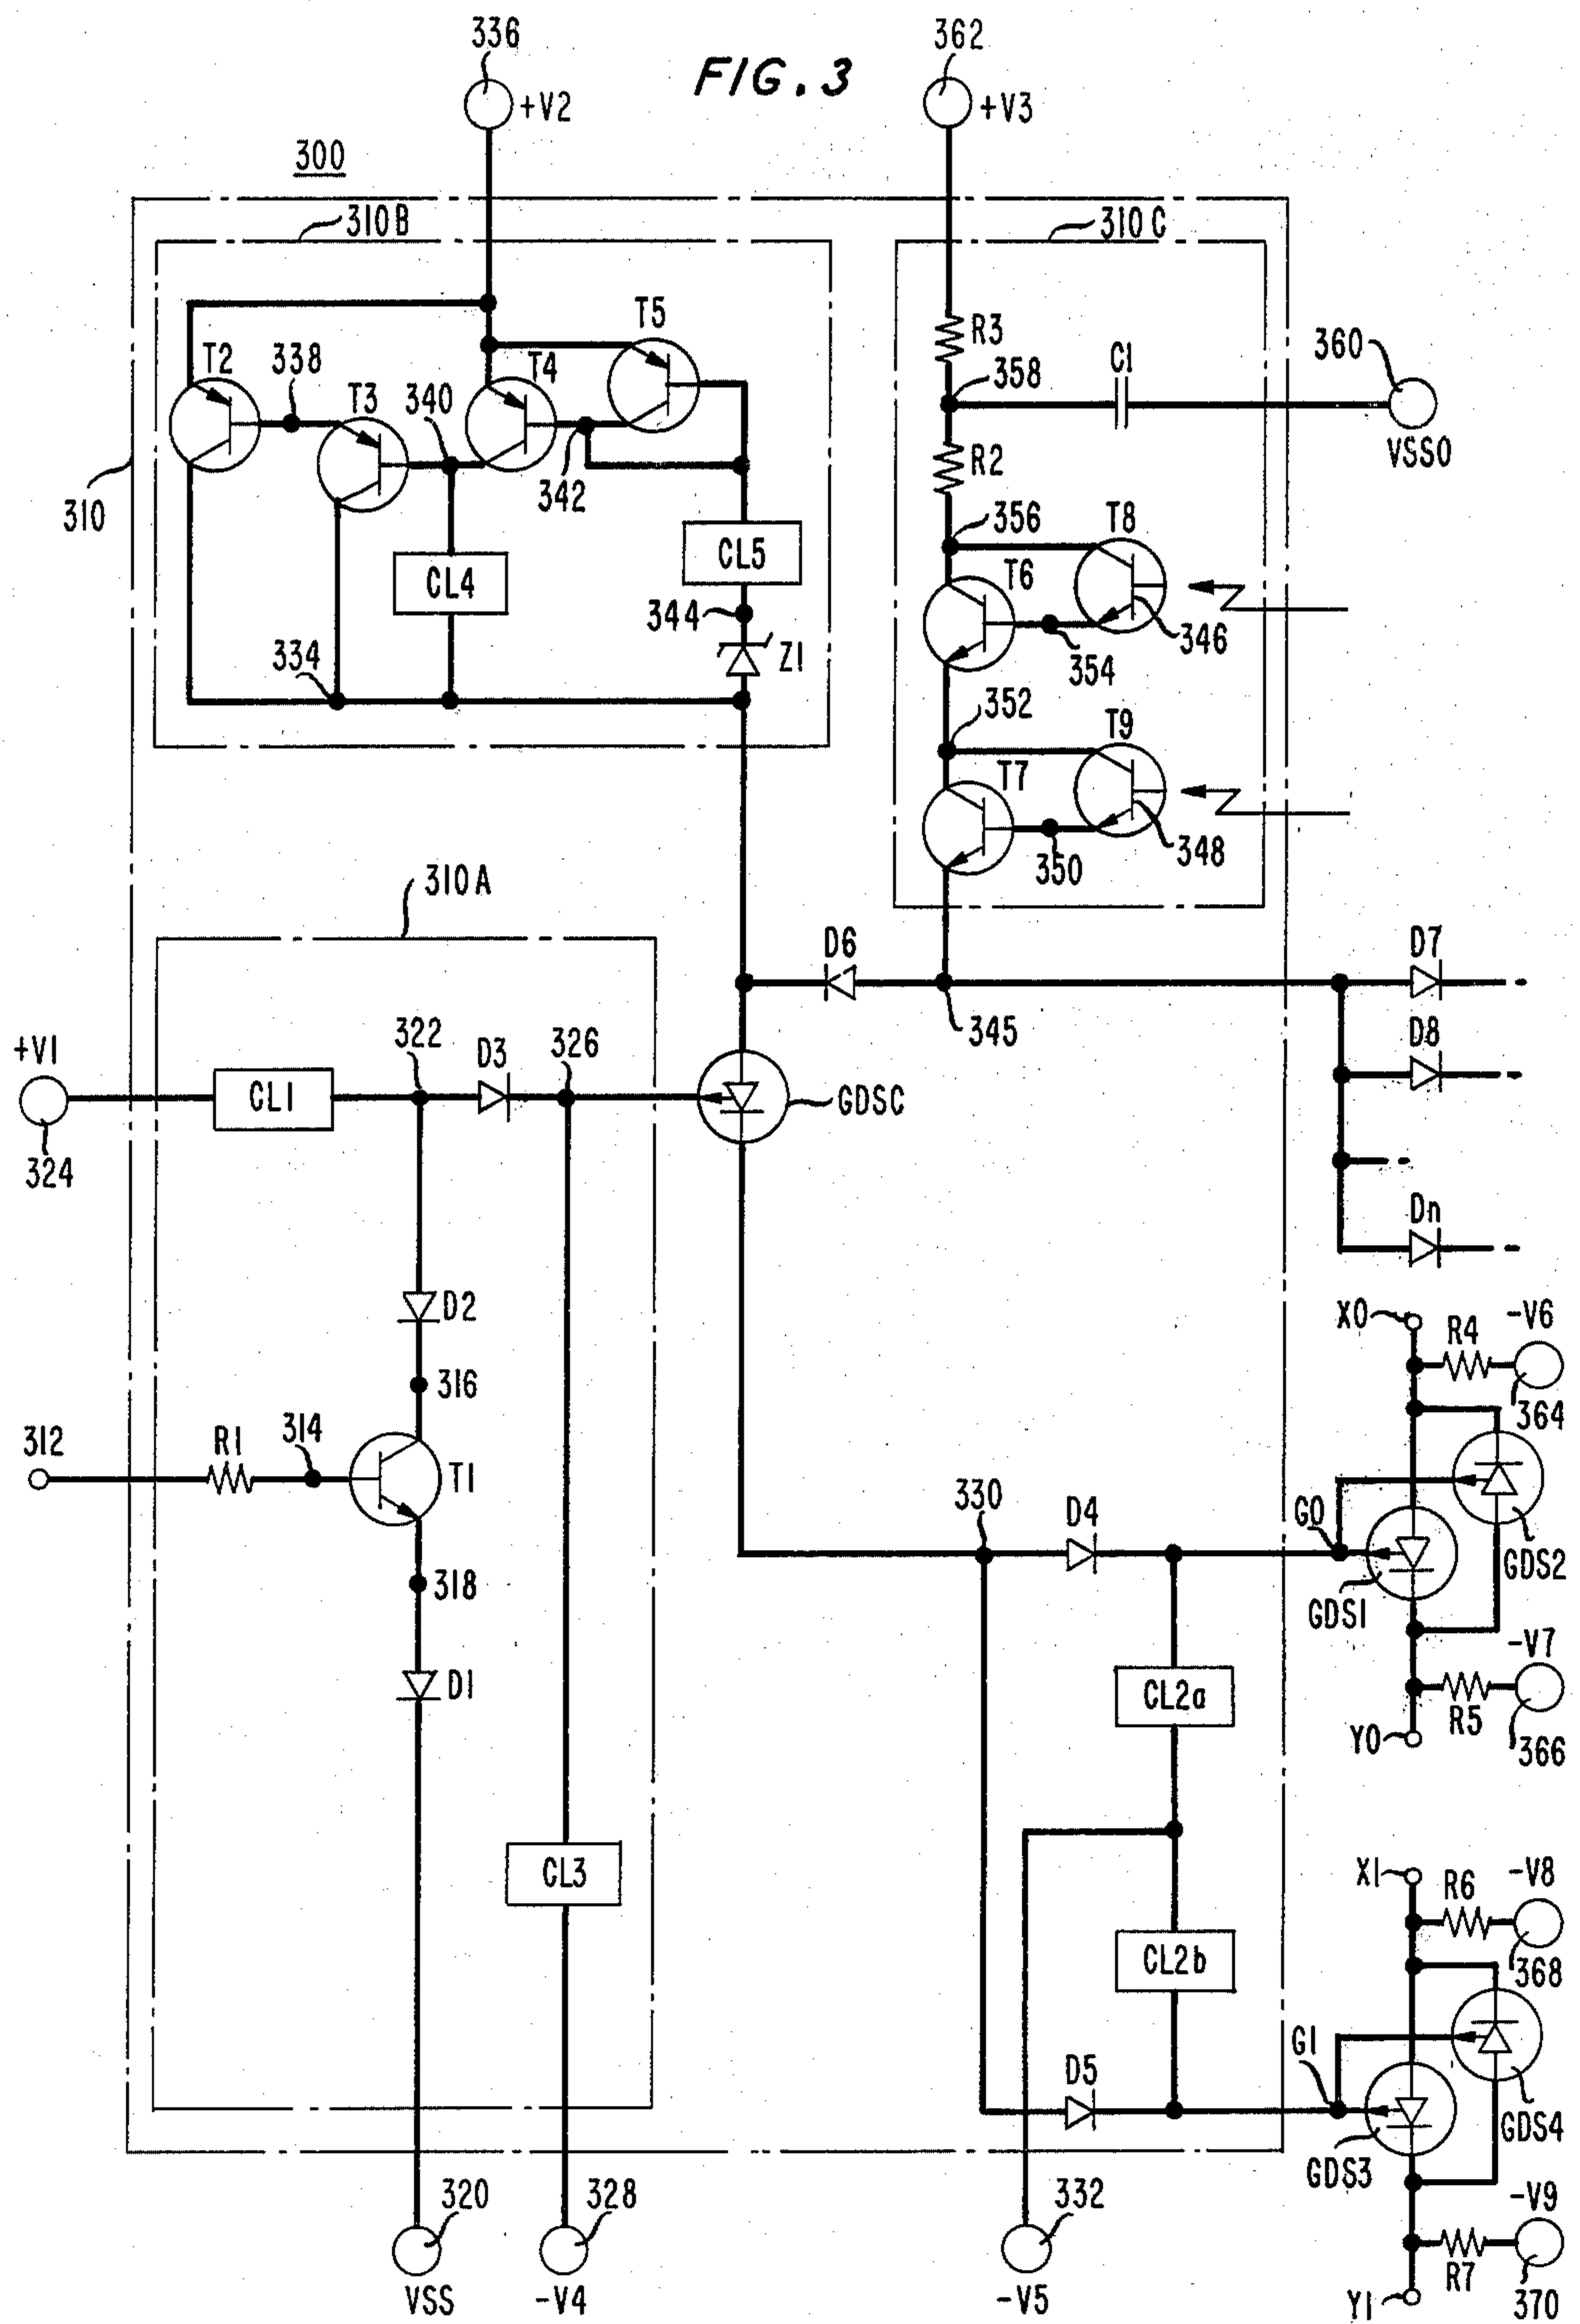 336
362
FIG. 3
+V2
+V3
300
310B
310C
T5
R3
360
T2
338
T4
358
C1
T3
340
VSSO
342
R2
310
356
T8
CL5
T6
CL4
344
346
334
Z1
354
352
T9
T7
348
350
310A
D6
D7
345
+V1
322
D3
326
D8
CL1
GDSC
324
Dn
D2
X0
R4
-V6
316
364
312
R1
314
T1
330
D4
G0
GDS2
318
GDS1
-V7
D1
CL2a
R5
Y0
366
X1
R6
-V8
CL3
CL2b
368
G1
D5
GDS4
GDS3
320
328
332
-V9
R7
VSS
-V4
-V5
Y1
370